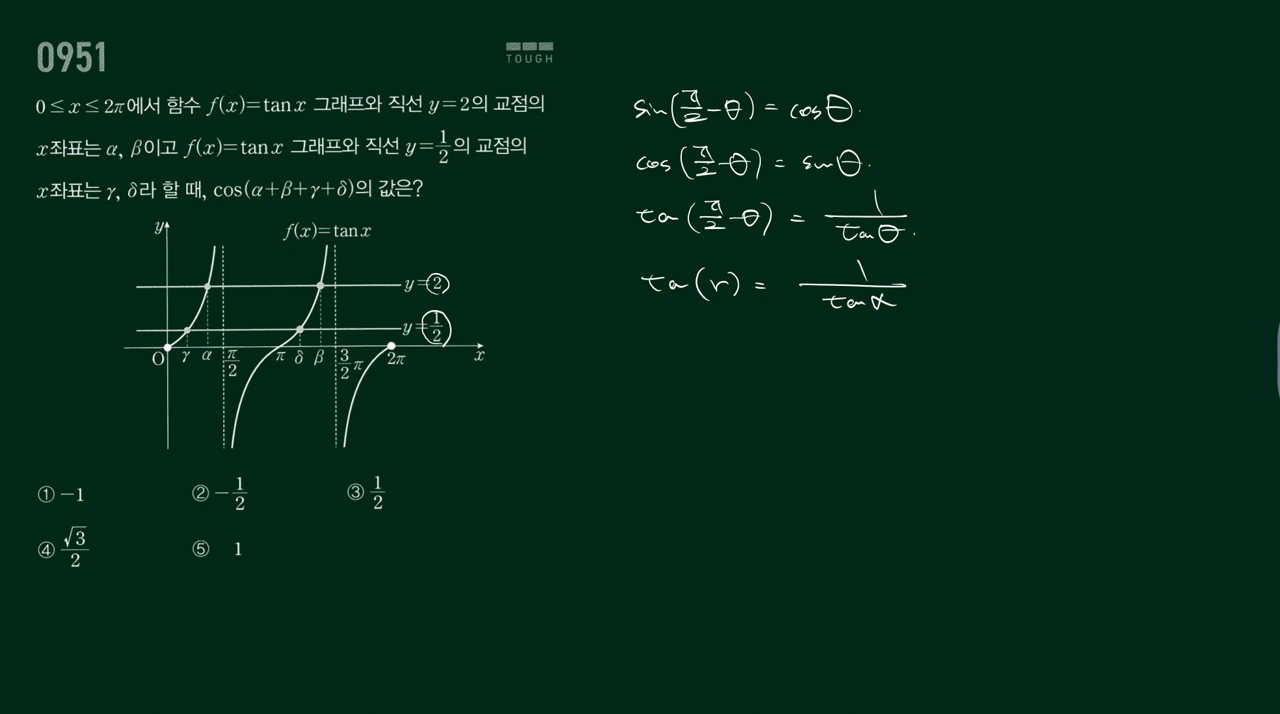 0951
TOUGH
0≤x≤2π에서 함수 f(x)=tan x 그래프와 직선 y=2의 교점의
x좌표는 α, β이고 f(x)=tan x 그래프와 직선 y=1/2의 교점의
x좌표는 γ, δ라 할 때, cos(α+β+γ+δ)의 값은?
y
f(x)=tan x
y=2
y=1/2
O γ α π/2 π δ β 3/2π 2π x
① −1 ② −1/2 ③ 1/2
④ √3/2 ⑤ 1
sin(π/2−θ) = cosθ.
cos(π/2−θ) = sinθ.
tan(π/2−θ) = 1/tanθ.
tan(r) = 1/tanα